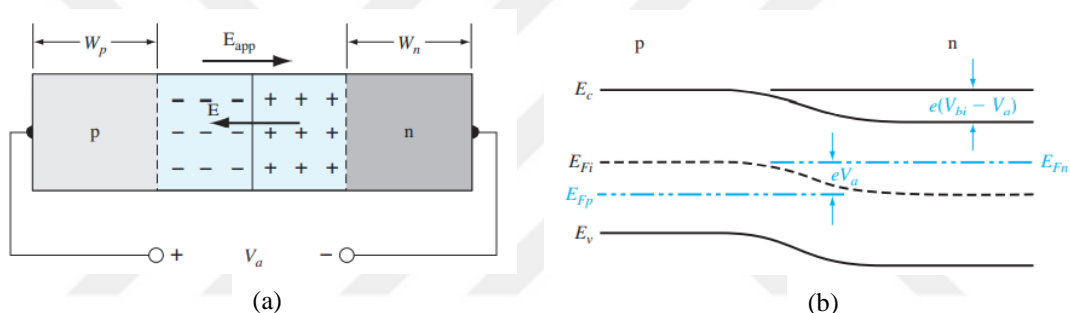 W_p
E_app
W_n
p
E
n
+ V_a −
(a)
p n
E_c
e(V_bi − V_a)
E_Fi
E_Fn
eV_a
E_Fp
E_v
(b)